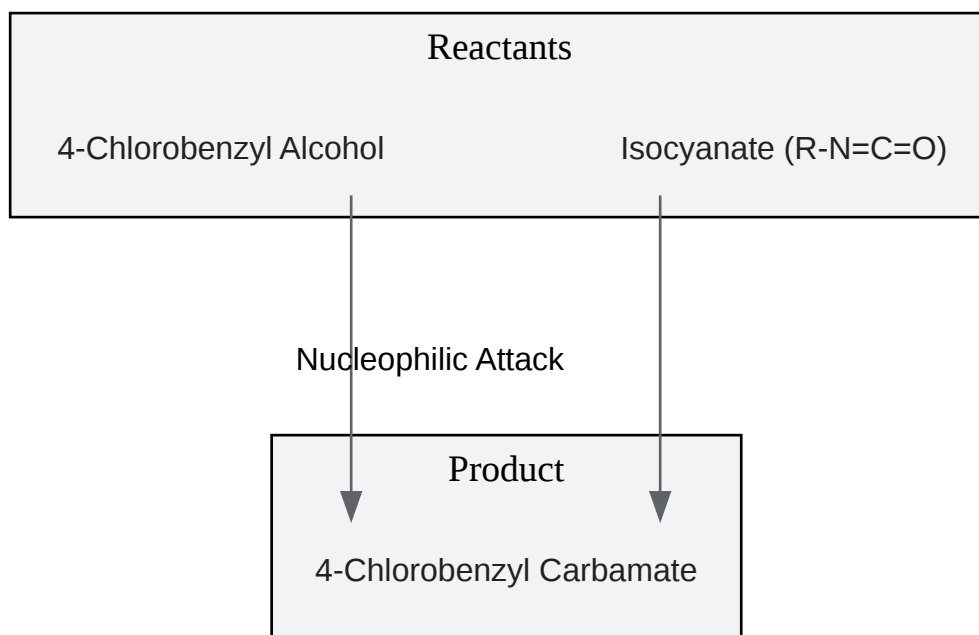 Reactants
4-Chlorobenzyl Alcohol
Isocyanate (R-N=C=O)
Nucleophilic Attack
Product
4-Chlorobenzyl Carbamate